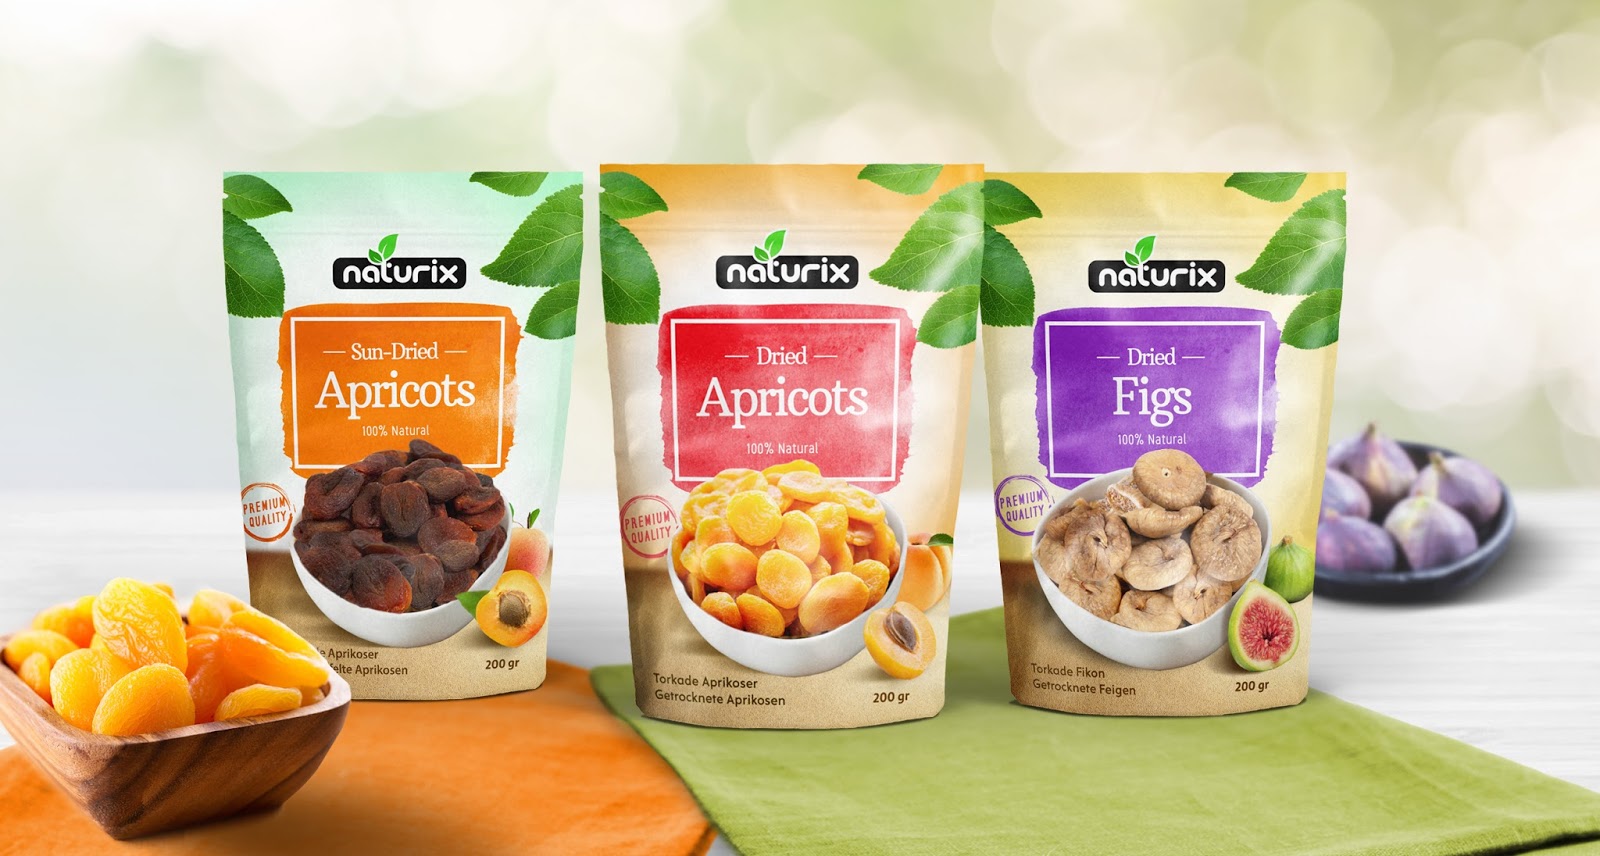 naturix
Sun-Dried
Apricots
100% Natural
PREMIUM
QUALITY
Aprikoser
Aprikosen
200 gr
naturix
Dried
Apricots
100% Natural
PREMIUM
QUALITY
Torkade Aprikoser
Getrocknete Aprikosen
200 gr
naturix
Dried
Figs
100% Natural
PREMIUM
QUALITY
Torkade Fikon
Getrocknete Feigen
200 gr